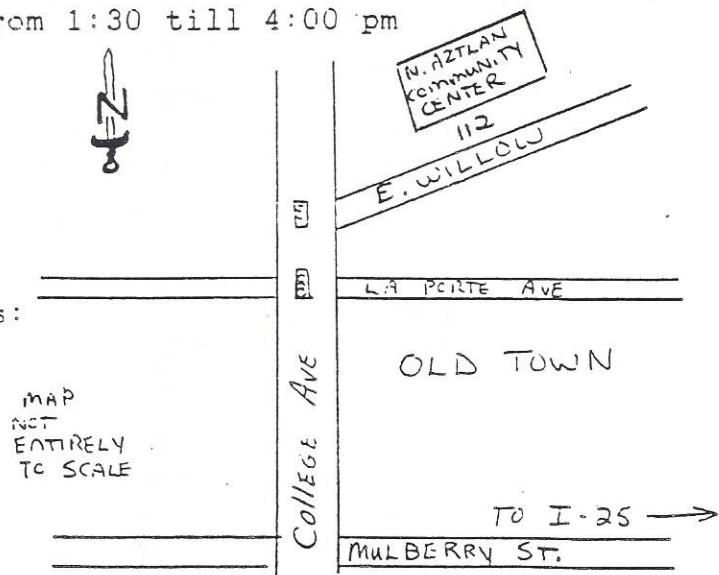 rom 1:30 till 4:00 pm
N
N. AZTLAN
COMMUNITY
CENTER
112
E. WILLOW
LA PORTE AVE
s:
OLD TOWN
COLLEGE AVE
MAP
NOT
ENTIRELY
TO SCALE
TO I-25
MULBERRY ST.